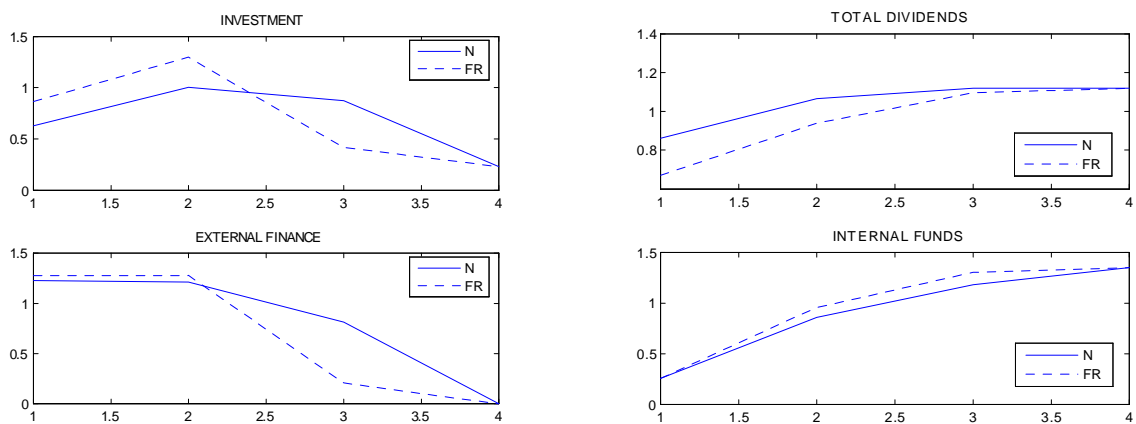 INVESTMENT
1.5
1
0.5
0
1 1.5 2 2.5 3 3.5 4
N
FR
TOTAL DIVIDENDS
1.4
1.2
1
0.8
1 1.5 2 2.5 3 3.5 4
N
FR
EXTERNAL FINANCE
1.5
1
0.5
0
1 1.5 2 2.5 3 3.5 4
N
FR
INTERNAL FUNDS
1.5
1
0.5
0
1 1.5 2 2.5 3 3.5 4
N
FR